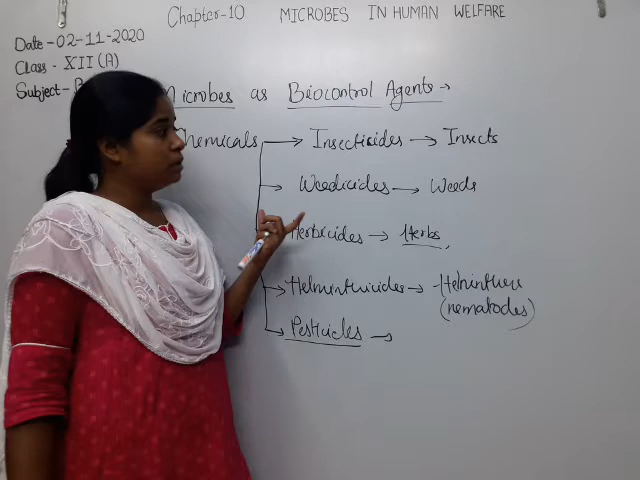 Chapter-10 MICROBES IN HUMAN WELFARE
Date - 02-11-2020
Class - XII (A)
Subject - B
Microbes as Biocontrol Agents →
Chemicals → Insecticides → Insects
→ Weedicides → Weeds
Herbicides → Herbs,
→ Helminthicides →
(nematodes)
→ Pesticides →